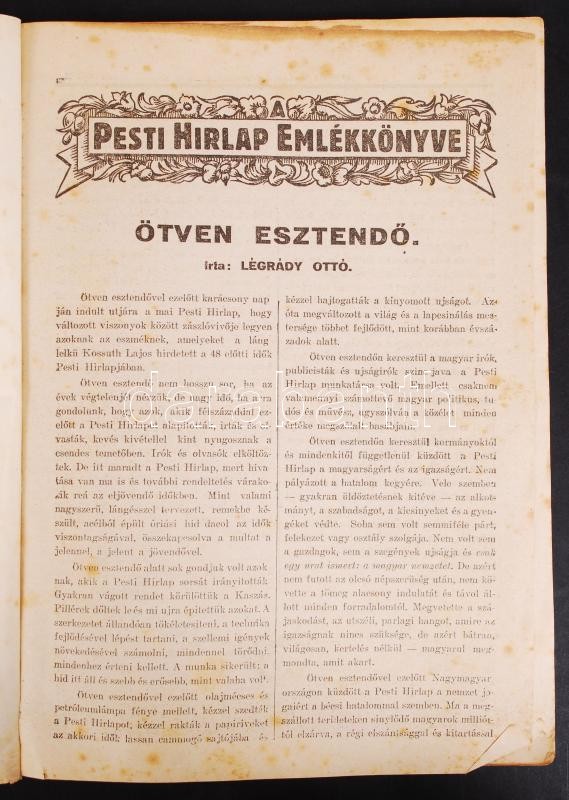 A
PESTI HIRLAP EMLÉKKÖNYVE
ÖTVEN ESZTENDŐ.
Irta: LÉGRÁDY OTTÓ.
Ötven esztendővel ezelőtt karácsony nap
ján indult utjára a mai Pesti Hirlap, hogy
változott viszonyok között zászlóvivője legyen
azoknak az eszméknek, amelyeket a láng
lelkü Kossuth Lajos hirdetett a 48 előtti idők
Pesti Hirlapjában.
Ötven esztendő nem hosszu sor, ha az
évek végtelenjét nézzük, de nagy idő, ha arra
gondolunk, hogy sok, akik félszázaddal ez-
előtt a Pesti Hirlapot alapították, irták és ol-
vasták, kevés kivétellel kint nyugosznak a
csendes temetőben. Irók és olvasók elköltöz-
tek. De itt maradt a Pesti Hirlap, mert hiva
tása van ma is és további rendeltetés várako-
zik reá az eljövendő időkben. Mint valami
nagyszerü, lángésszel tervezett, remekbe ké-
szült, acélból épült óriási hid dacol az idők
viszontagságával, összekapcsolva a multat a
jelennel, a jelent a jövendővel.
Ötven esztendő alatt sok gondjuk volt azok
nak, akik a Pesti Hirlap sorsát irányították
Gyakran vágott rendet körülöttük a Kaszás.
Pillérek dőltek le és mi ujra építettük azokat. A
szerkezetet állandóan tökéletesiteni, a technika
fejlődésével lépést tartani, a szellemi igények
növekedésével számolni, mindennel törődni
mindenhez érteni kellett. A munka sikerült: a
hid itt áll és szebb és erősebb, mint valaha volt.
Ötven esztendővel ezelőtt olajmécses és
petróleumlámpa fénye mellett, kézzel szedték
a Pesti Hirlapot, kézzel rakták a papiriveket
az akkori idők lassan cammogó sajtójába és
kézzel hajtogatták a kinyomott ujságot. Az-
óta megváltozott a világ és a lapcsinálás mes-
tersége többet fejlődött, mint korábban évszá-
zadok alatt.
Ötven esztendőn keresztül a magyar irók,
publicisták és ujságirók szine java a Pesti
Hirlap munkatársa volt. Emellett csaknem
valamennyi számottevő magyar politikus, tu-
dós és művész, ugyszólván a közélet minden
értéke megszólalt hasábjain.
Ötven esztendőn keresztül kormányoktól
és mindenkitől függetlenül küzdött a Pesti
Hirlap a magyarságért és az igazságért. Nem
pályázott a hatalom kegyére. Vele szemben
— gyakran üldöztetésnek kitéve — az alkot-
mányt, a szabadságot, a kicsinyeket és a gyen-
géket védte. Soha sem volt semmiféle párt,
felekezet vagy osztály szolgája. Nem volt sem
a gazdagok, sem a szegények ujságja és csak
egy urat ismert: a magyar nemzetet. De azért
nem futott az olcsó népszerüség után, nem kö-
vette a tömeg alacsony indulatát és távol ál-
lott minden forradalomtól. Megvetette a szá-
jaskodást, az utszéli, parlagi hangot, amire az
igazságnak nincs szüksége, de azért bátran,
világosan, kertelés nélkül — magyarul meg-
mondta, amit akart.
Ötven esztendővel ezelőtt Nagymagyar-
országon küzdött a Pesti Hirlap a nemzet jo-
gaiért a bécsi hatalommal szemben. Ma a meg-
szállott területeken sinylődő magyarok milliói-
tól elzárva, a régi elszántsággal és kitartással
darabanth